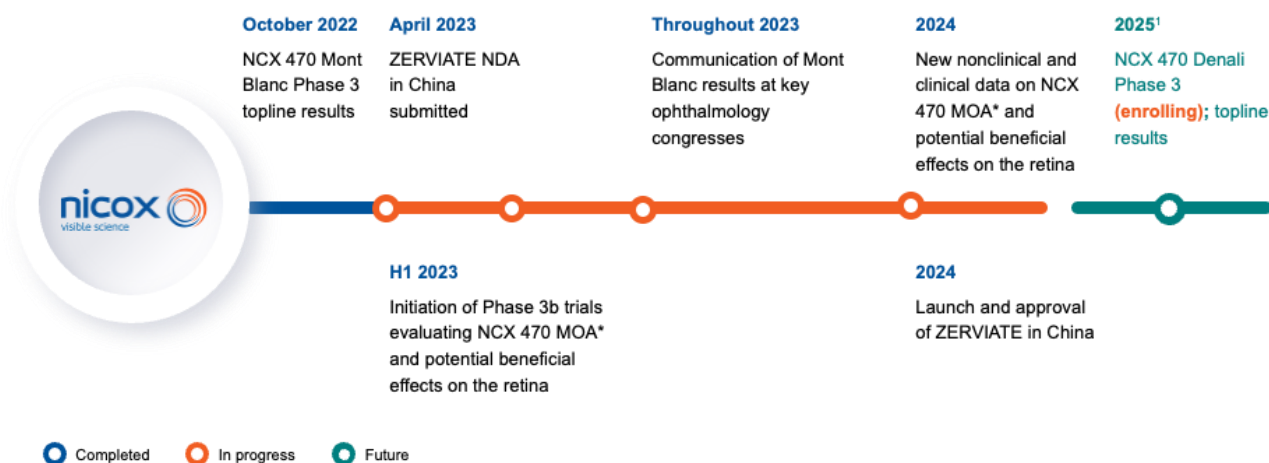 October 2022
NCX 470 Mont
Blanc Phase 3
topline results
April 2023
ZERVIATE NDA
in China
submitted
Throughout 2023
Communication of Mont
Blanc results at key
ophthalmology
congresses
2024
New nonclinical and
clinical data on NCX
470 MOA* and
potential beneficial
effects on the retina
2025¹
NCX 470 Denali
Phase 3
(enrolling); topline
results
nicox
visible science
H1 2023
Initiation of Phase 3b trials
evaluating NCX 470 MOA*
and potential beneficial
effects on the retina
2024
Launch and approval
of ZERVIATE in China
Completed
In progress
Future